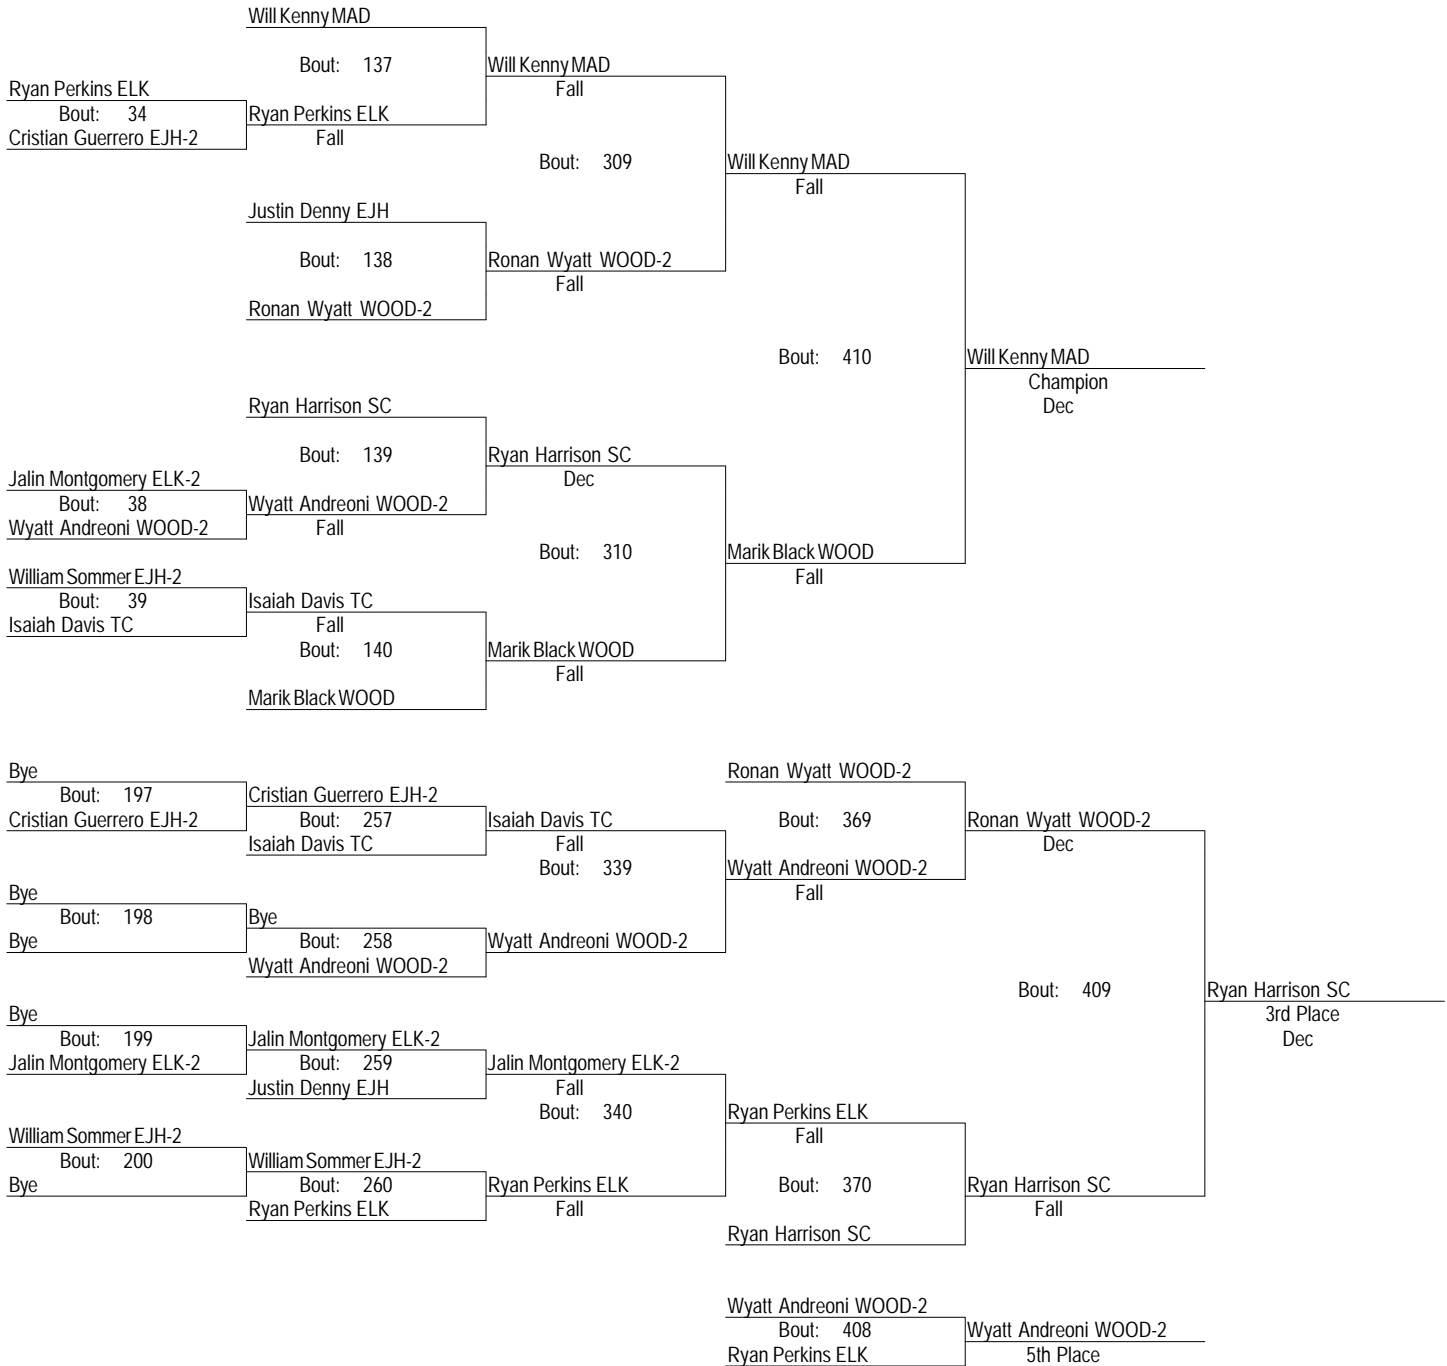 Will Kenny MAD
Bout: 137
Will Kenny MAD
Fall
Ryan Perkins ELK
Bout: 34
Cristian Guerrero EJH-2
Ryan Perkins ELK
Fall
Bout: 309
Will Kenny MAD
Fall
Justin Denny EJH
Bout: 138
Ronan Wyatt WOOD-2
Fall
Ronan Wyatt WOOD-2
Bout: 410
Will Kenny MAD
Champion
Dec
Ryan Harrison SC
Bout: 139
Ryan Harrison SC
Dec
Jalin Montgomery ELK-2
Bout: 38
Wyatt Andreoni WOOD-2
Wyatt Andreoni WOOD-2
Fall
Bout: 310
Marik Black WOOD
Fall
William Sommer EJH-2
Bout: 39
Isaiah Davis TC
Isaiah Davis TC
Fall
Bout: 140
Marik Black WOOD
Fall
Marik Black WOOD
Bye
Bout: 197
Cristian Guerrero EJH-2
Cristian Guerrero EJH-2
Bout: 257
Isaiah Davis TC
Isaiah Davis TC
Fall
Bout: 339
Ronan Wyatt WOOD-2
Bout: 369
Wyatt Andreoni WOOD-2
Fall
Ronan Wyatt WOOD-2
Dec
Bye
Bout: 198
Bye
Bye
Bout: 258
Wyatt Andreoni WOOD-2
Wyatt Andreoni WOOD-2
Bout: 409
Ryan Harrison SC
3rd Place
Dec
Bye
Bout: 199
Jalin Montgomery ELK-2
Jalin Montgomery ELK-2
Bout: 259
Justin Denny EJH
Jalin Montgomery ELK-2
Fall
Bout: 340
Ryan Perkins ELK
Fall
William Sommer EJH-2
Bout: 200
Bye
William Sommer EJH-2
Bout: 260
Ryan Perkins ELK
Ryan Perkins ELK
Fall
Bout: 370
Ryan Harrison SC
Fall
Ryan Harrison SC
Wyatt Andreoni WOOD-2
Bout: 408
Ryan Perkins ELK
Wyatt Andreoni WOOD-2
5th Place